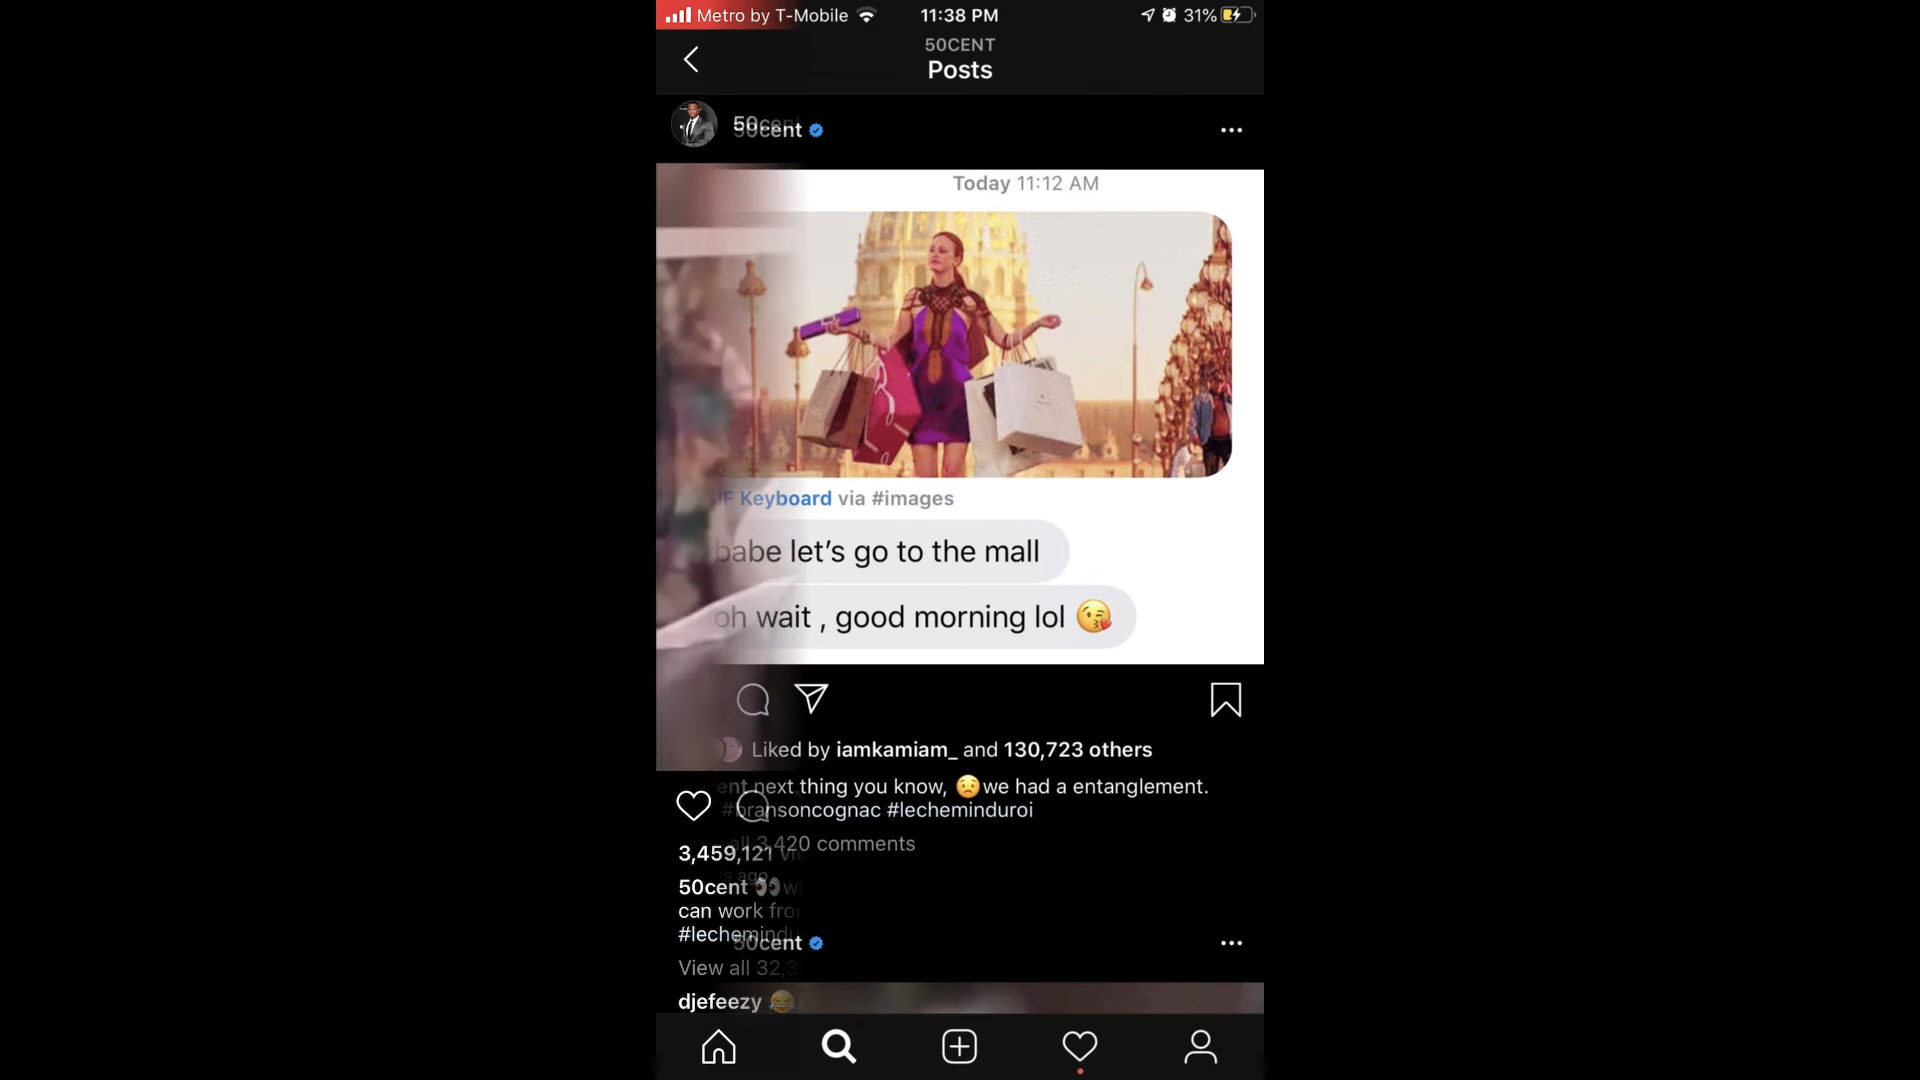 Metro by T-Mobile
11:38 PM
31%
50CENT
Posts
50cent
50cent
Today 11:12 AM
Keyboard via #images
babe let's go to the mall
oh wait , good morning lol 😘
Liked by iamkamiam_ and 130,723 others
next thing you know, 😟we had a entanglement.
#bransoncognac #lecheminduroi
all 3,420 comments
3,459,121
s ago
50cent 👀
can work
50cent
View all
djefeezy 😂